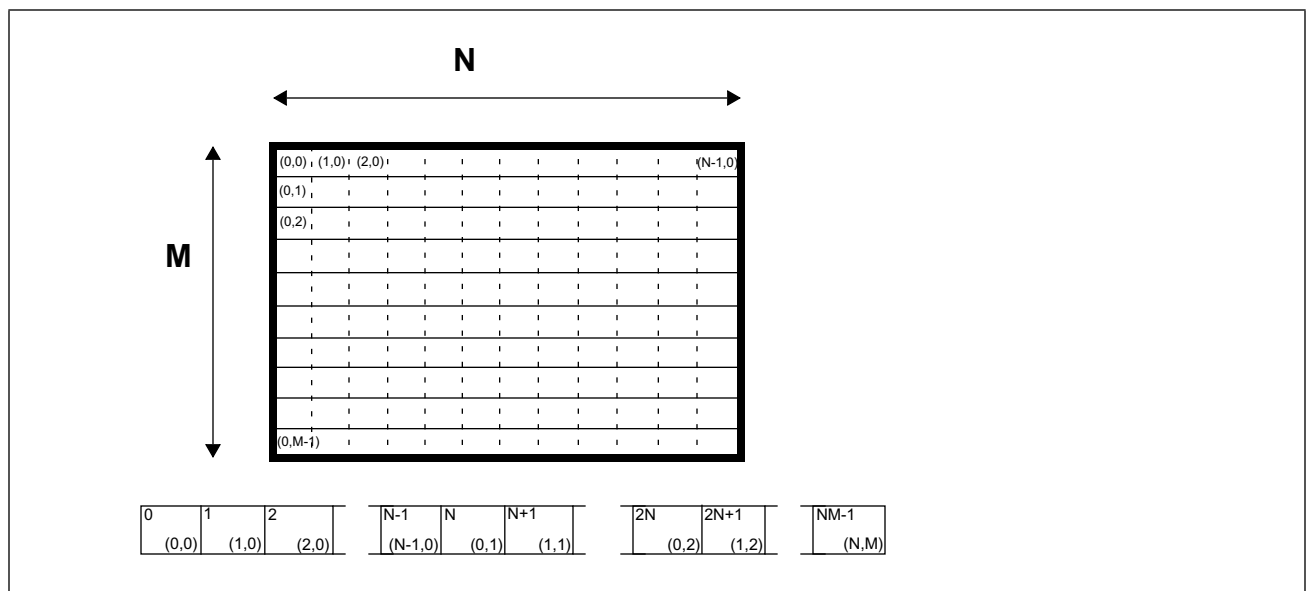 N
(0,0) (1,0) (2,0) (N-1,0)
(0,1)
(0,2)
M
(0,M-1)
0 1 2 N-1 N N+1 2N 2N+1 NM-1
(0,0) (1,0) (2,0) (N-1,0) (0,1) (1,1) (0,2) (1,2) (N,M)